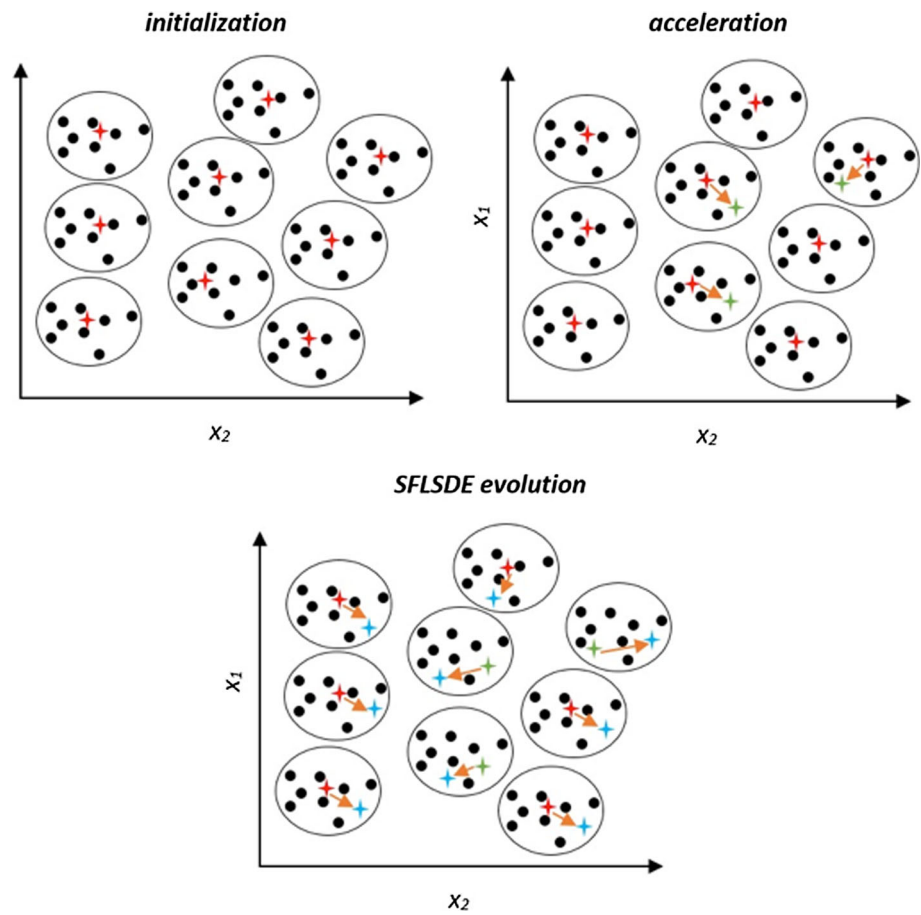 initialization
acceleration
x₂
x₁
x₂
SFLSDE evolution
x₁
x₂